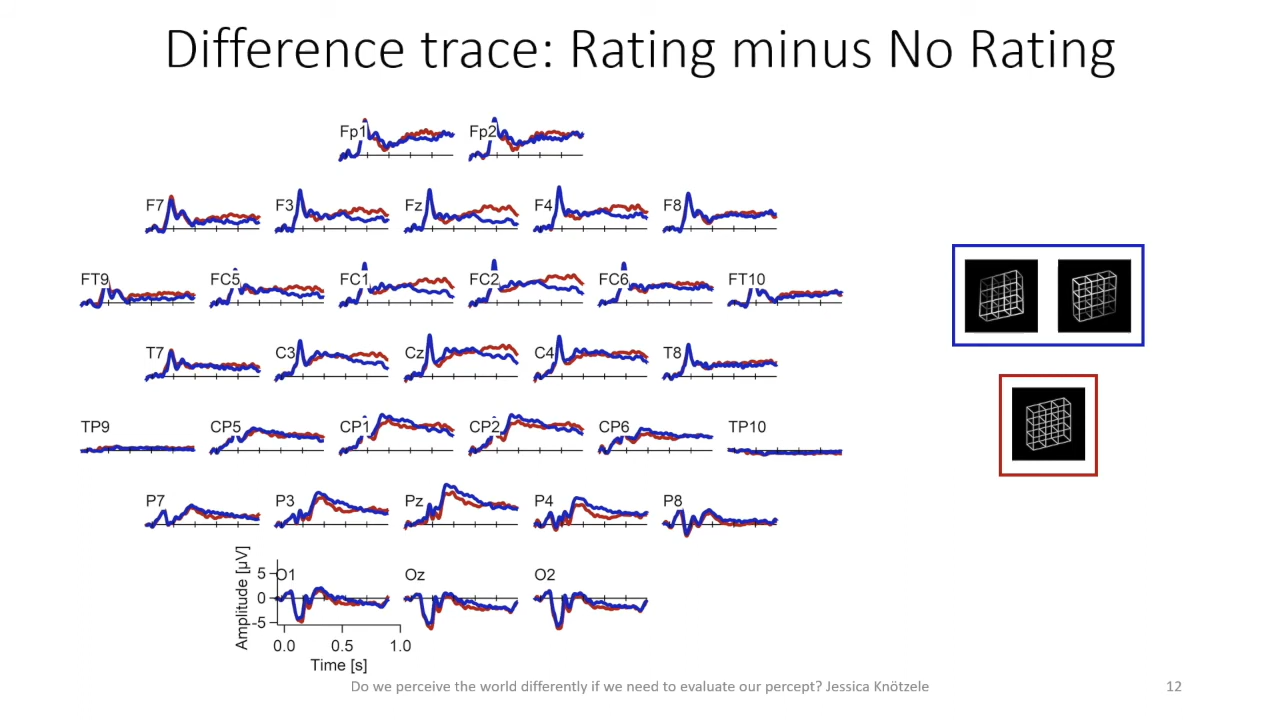 Difference trace: Rating minus No Rating
Fp1 Fp2
F7 F3 Fz F4 F8
FT9 FC5 FC1 FC2 FC6 FT10
T7 C3 Cz C4 T8
TP9 CP5 CP1 CP2 CP6 TP10
P7 P3 Pz P4 P8
O1 Oz O2
Amplitude [µV]
5
0
-5
0.0 0.5 1.0
Time [s]
Do we perceive the world differently if we need to evaluate our percept? Jessica Knötzele
12